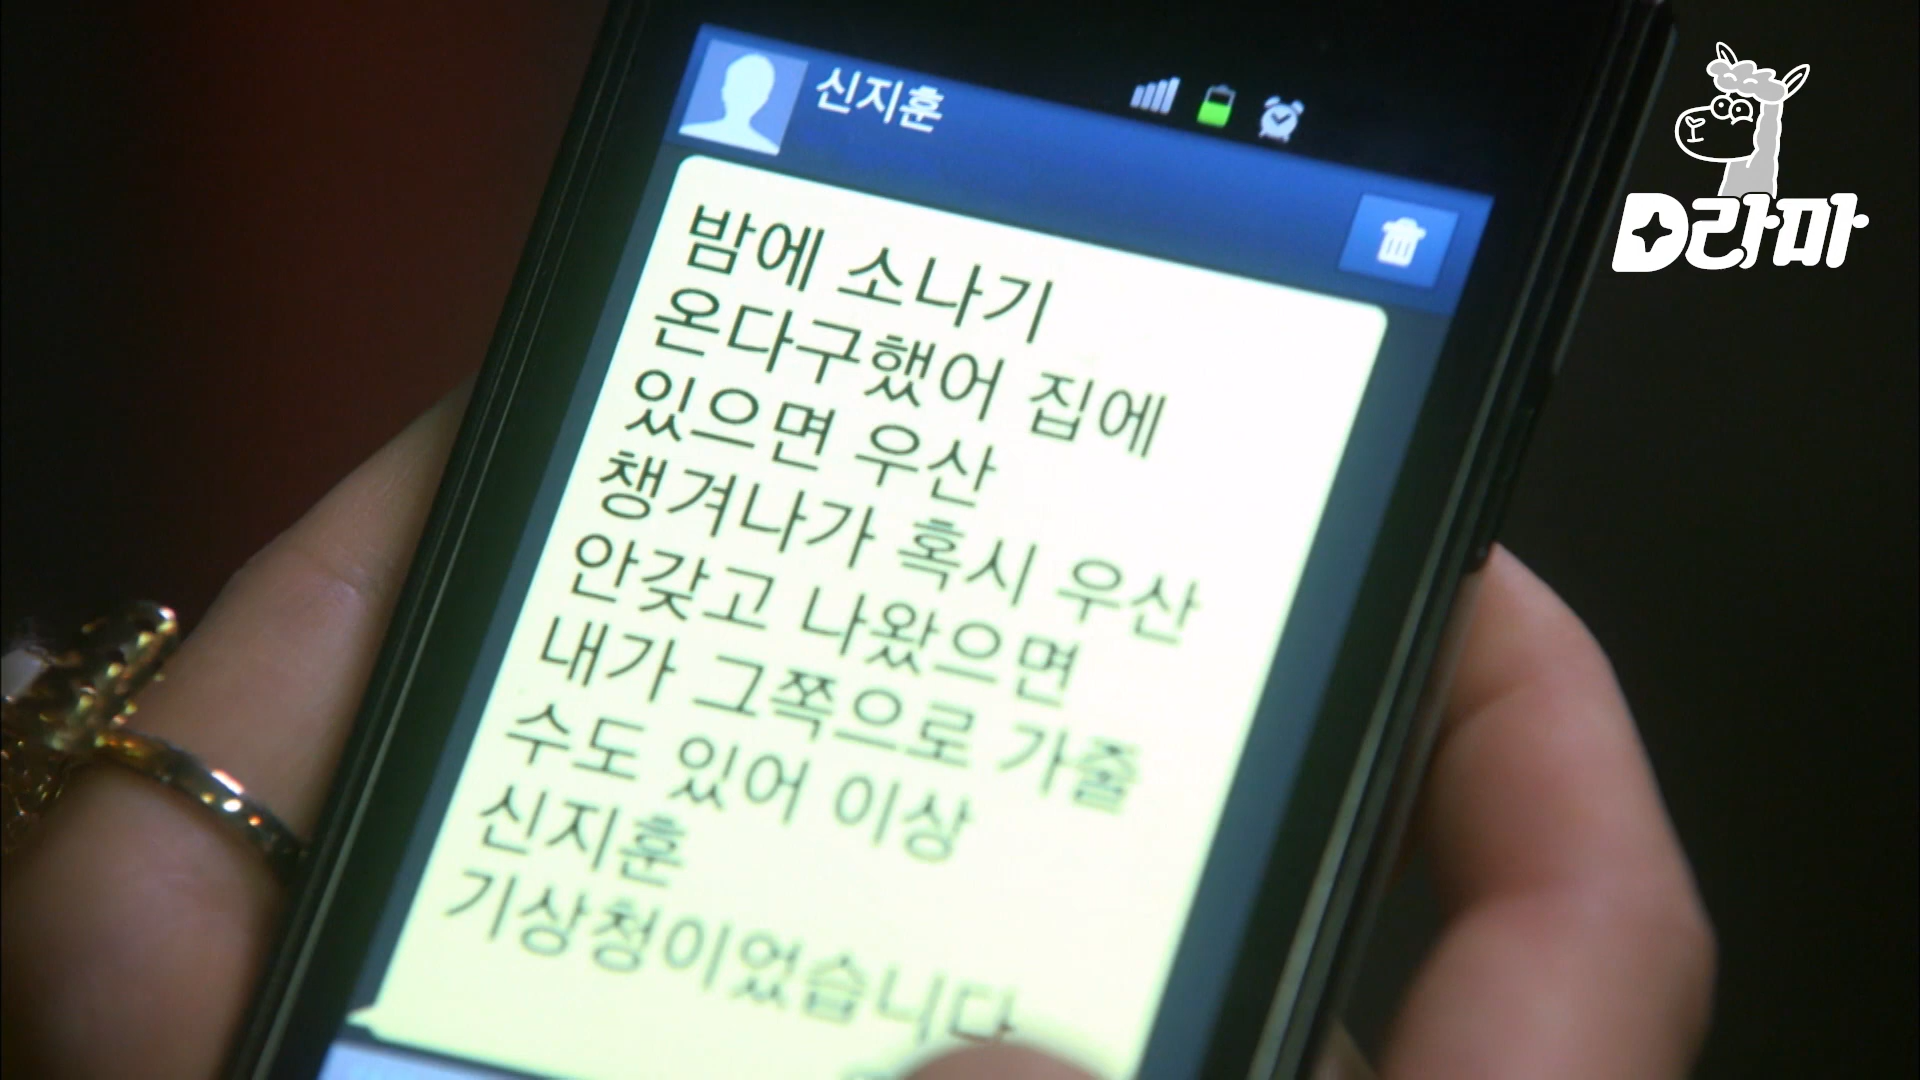 신지훈
밤에 소나기
온다구했어 집에
있으면 우산
챙겨나가 혹시 우산
안갖고 나왔으면
내가 그쪽으로 가줄
수도 있어 이상
신지훈
기상청이었습니다
D라마